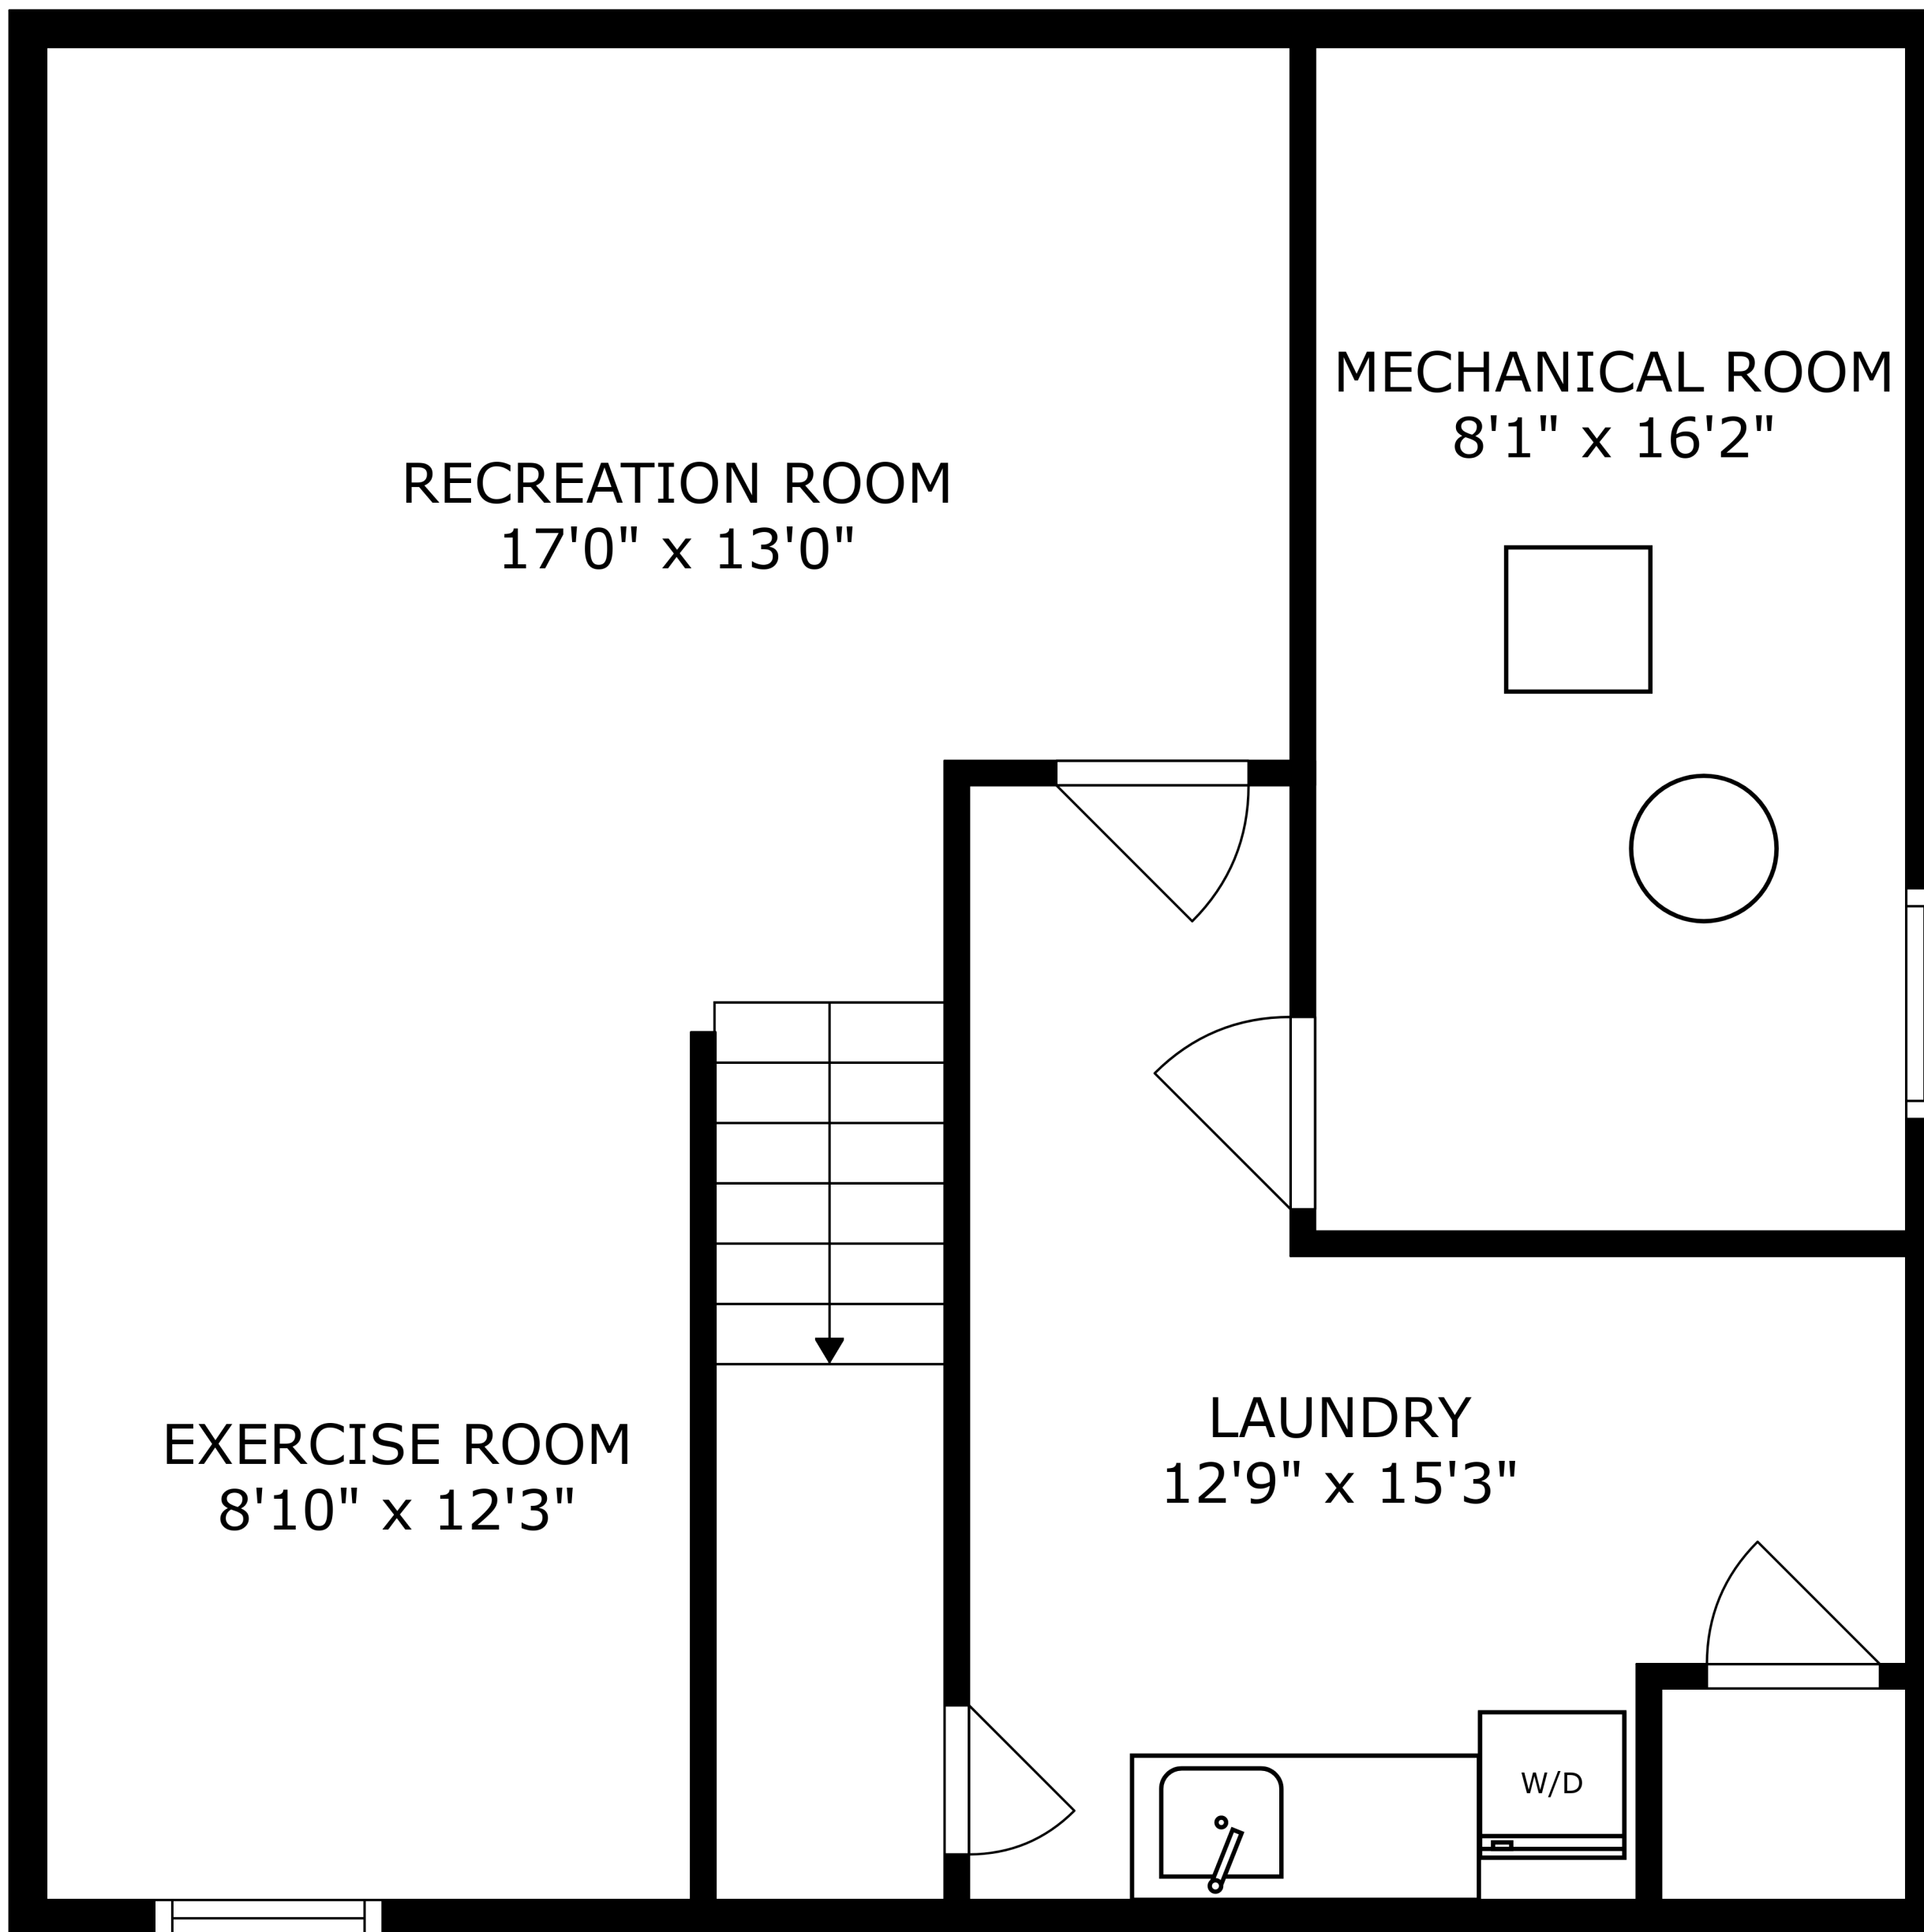 MECHANICAL ROOM
8'1" x 16'2"
RECREATION ROOM
17'0" x 13'0"
LAUNDRY
12'9" x 15'3"
EXERCISE ROOM
8'10" x 12'3"
W/D